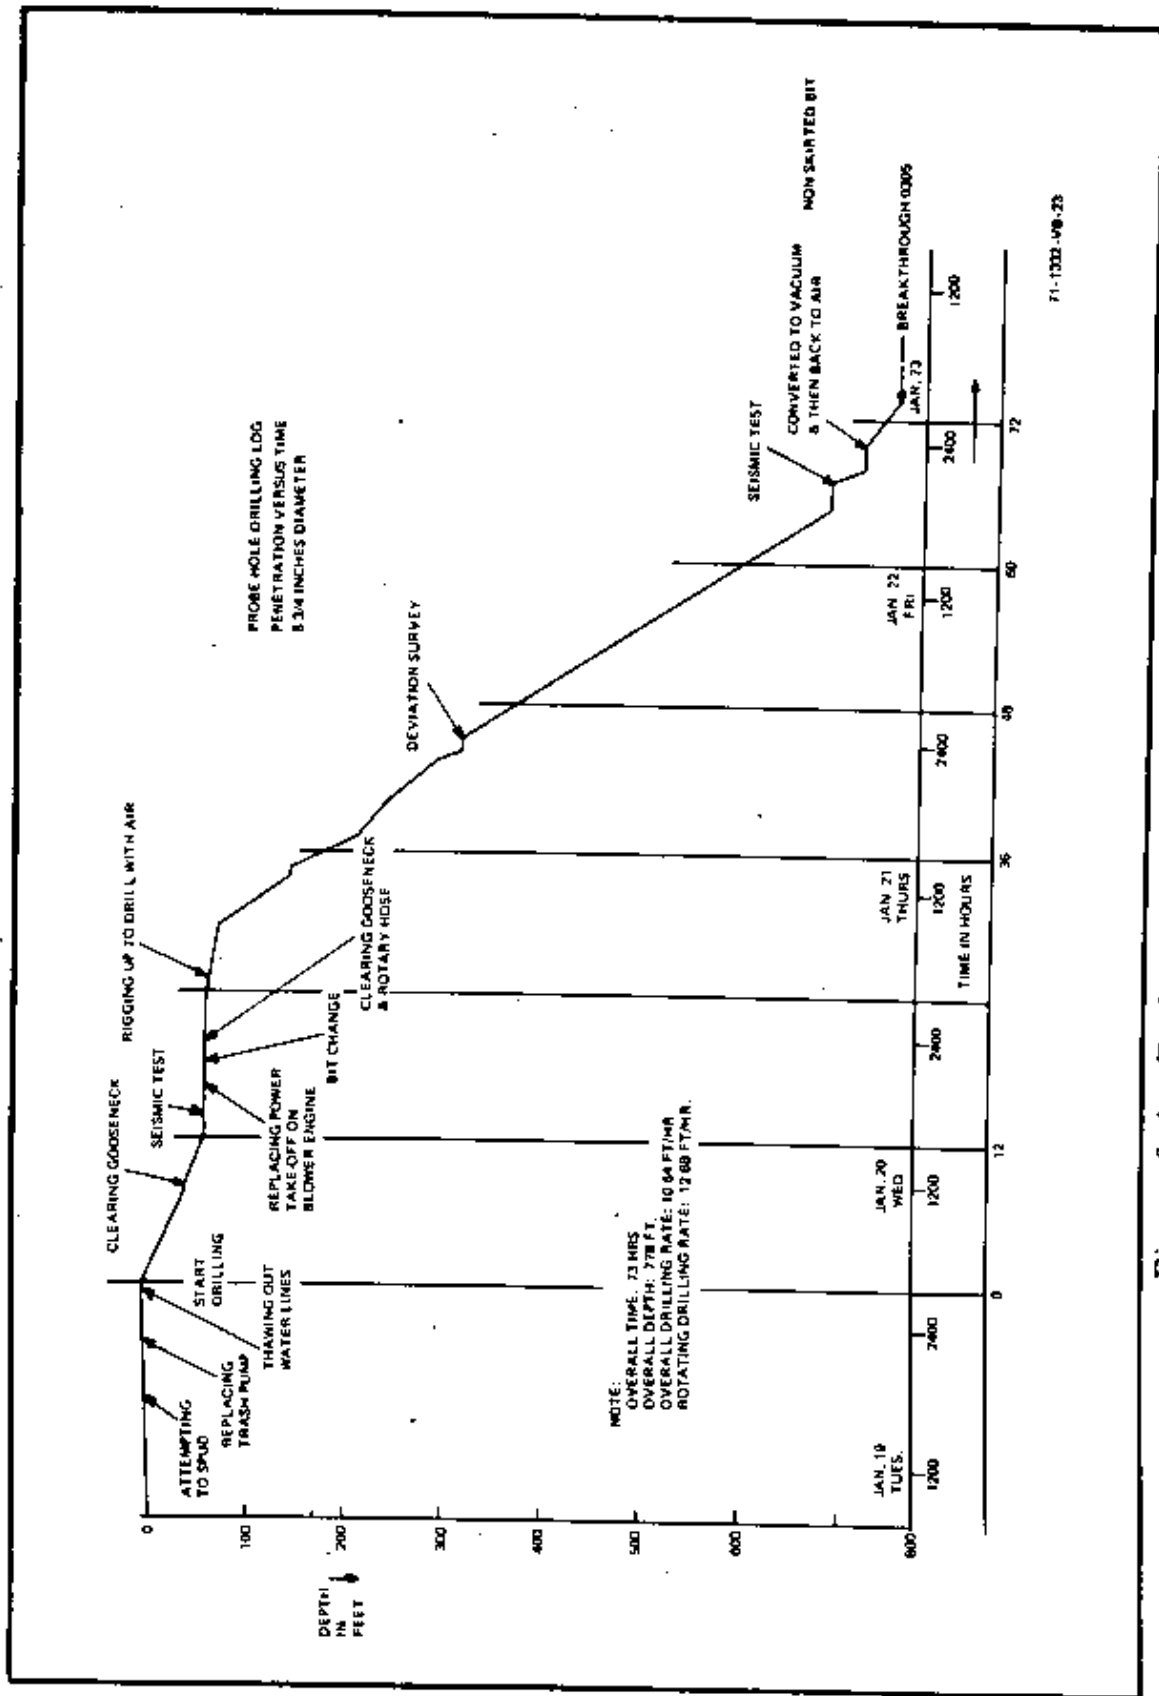 PROBE HOLE DRILLING LOG
PENETRATION VERSUS TIME
8 3/4 INCHES DIAMETER
DEPTH
IN
FEET
0
100
200
300
400
500
600
800
ATTEMPTING
TO SPUD
REPLACING
TRASH PUMP
THAWING OUT
WATER LINES
START
DRILLING
CLEARING GOOSENECK
SEISMIC TEST
REPLACING POWER
TAKE-OFF ON
BLOWER ENGINE
BIT CHANGE
CLEARING GOOSENECK
& ROTARY HOSE
RIGGING UP TO DRILL WITH AIR
DEVIATION SURVEY
SEISMIC TEST
CONVERTED TO VACUUM
& THEN BACK TO AIR
NON SKIRTED BIT
BREAKTHROUGH 0305
NOTE:
OVERALL TIME: 73 HRS
OVERALL DEPTH: 778 FT.
OVERALL DRILLING RATE: 10.64 FT/HR
ROTATING DRILLING RATE: 12.68 FT/HR.
JAN. 19
TUES.
JAN. 20
WED
JAN 21
THURS
JAN 22
FRI
JAN. 23
1200
2400
1200
2400
1200
2400
1200
2400
1200
TIME IN HOURS
0
12
36
48
60
72
71-1332-VB-23